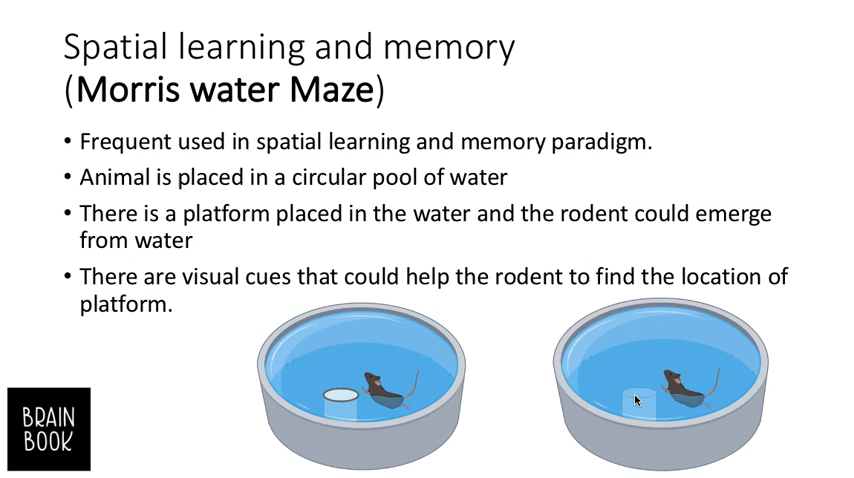 Spatial learning and memory
(Morris water Maze)
• Frequent used in spatial learning and memory paradigm.
• Animal is placed in a circular pool of water
• There is a platform placed in the water and the rodent could emerge
from water
• There are visual cues that could help the rodent to find the location of
platform.
BRAIN
BOOK